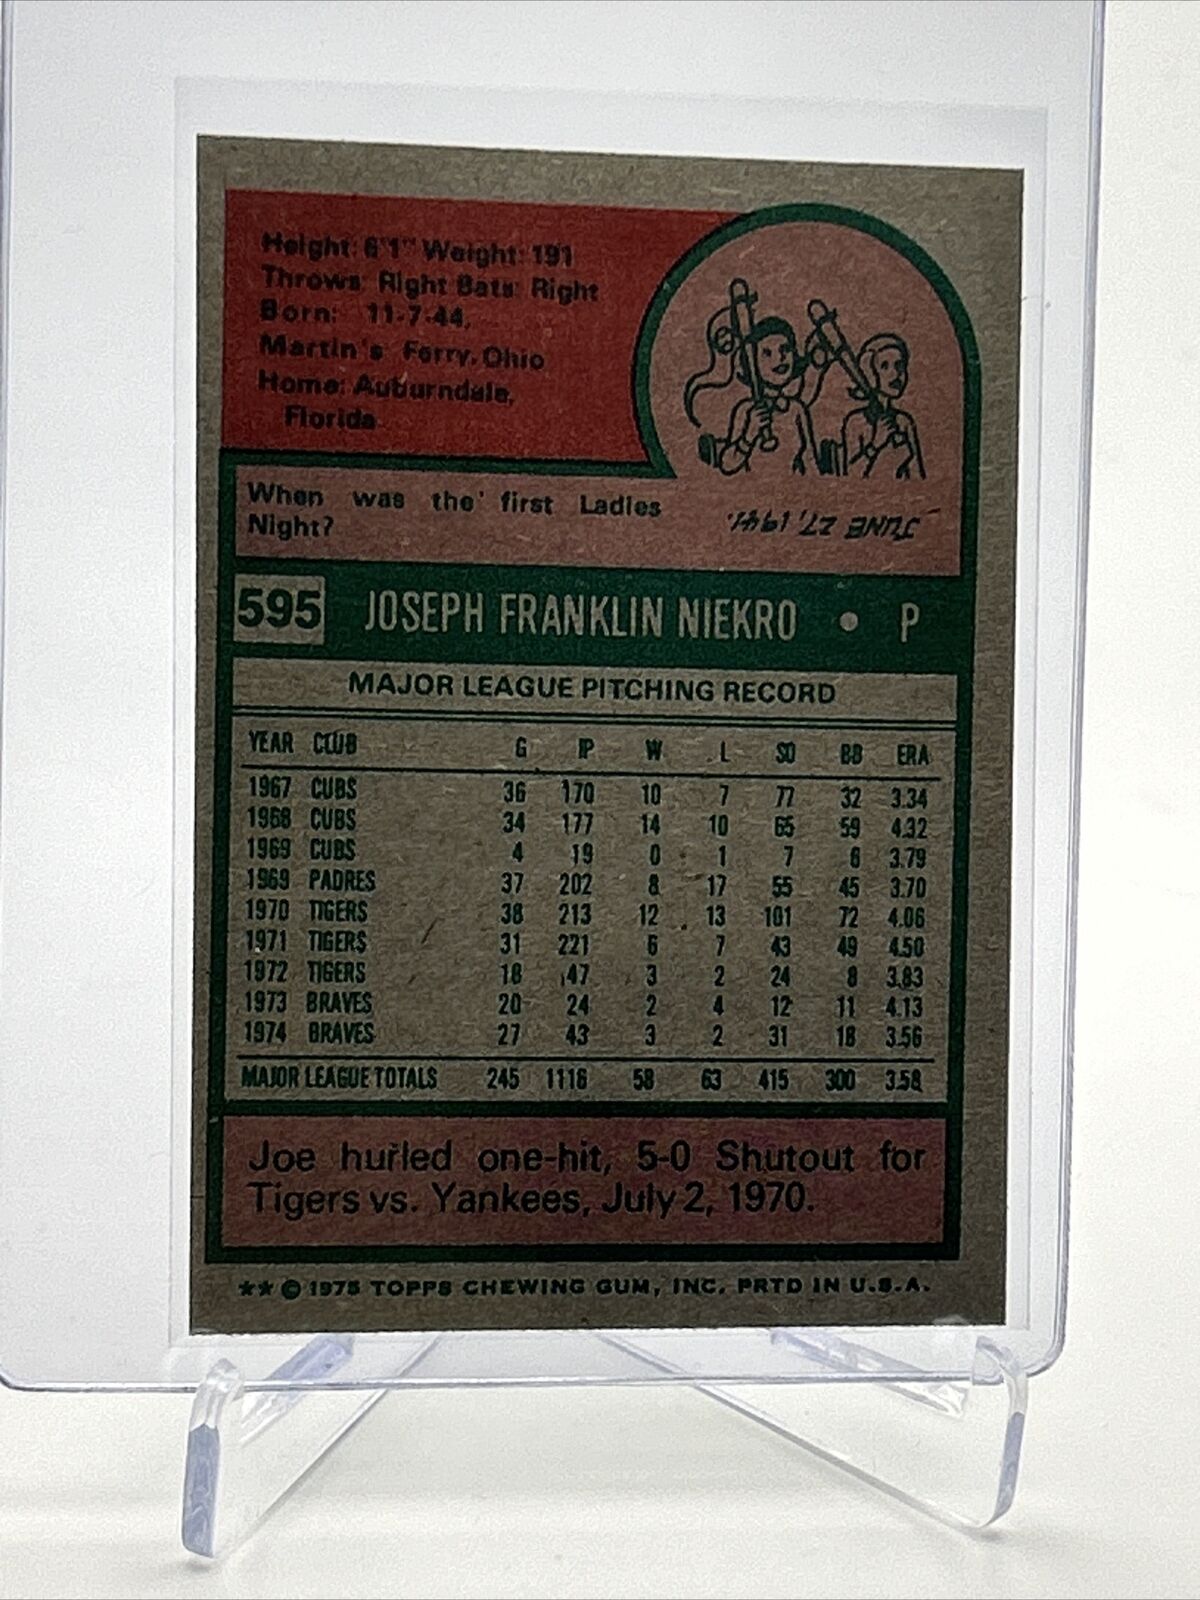 Height: 6'1" Weight: 191
Throws: Right Bats: Right
Born: 11-7-44,
Martin's Ferry, Ohio
Home: Auburndale,
Florida
When was the first Ladies
Night?
JUNE 27, 1941.
595 JOSEPH FRANKLIN NIEKRO • P
MAJOR LEAGUE PITCHING RECORD
YEAR CLUB G IP W L SO BB ERA
1967 CUBS 36 170 10 7 77 32 3.34
1968 CUBS 34 177 14 10 65 59 4.32
1969 CUBS 4 19 0 1 7 6 3.79
1969 PADRES 37 202 8 17 55 45 3.70
1970 TIGERS 38 213 12 13 101 72 4.06
1971 TIGERS 31 221 6 7 43 49 4.50
1972 TIGERS 18 47 3 2 24 8 3.83
1973 BRAVES 20 24 2 4 12 11 4.13
1974 BRAVES 27 43 3 2 31 18 3.56
MAJOR LEAGUE TOTALS 245 1116 58 63 415 300 3.58
Joe hurled one-hit, 5-0 Shutout for
Tigers vs. Yankees, July 2, 1970.
★★ © 1975 TOPPS CHEWING GUM, INC. PRTD IN U.S.A.